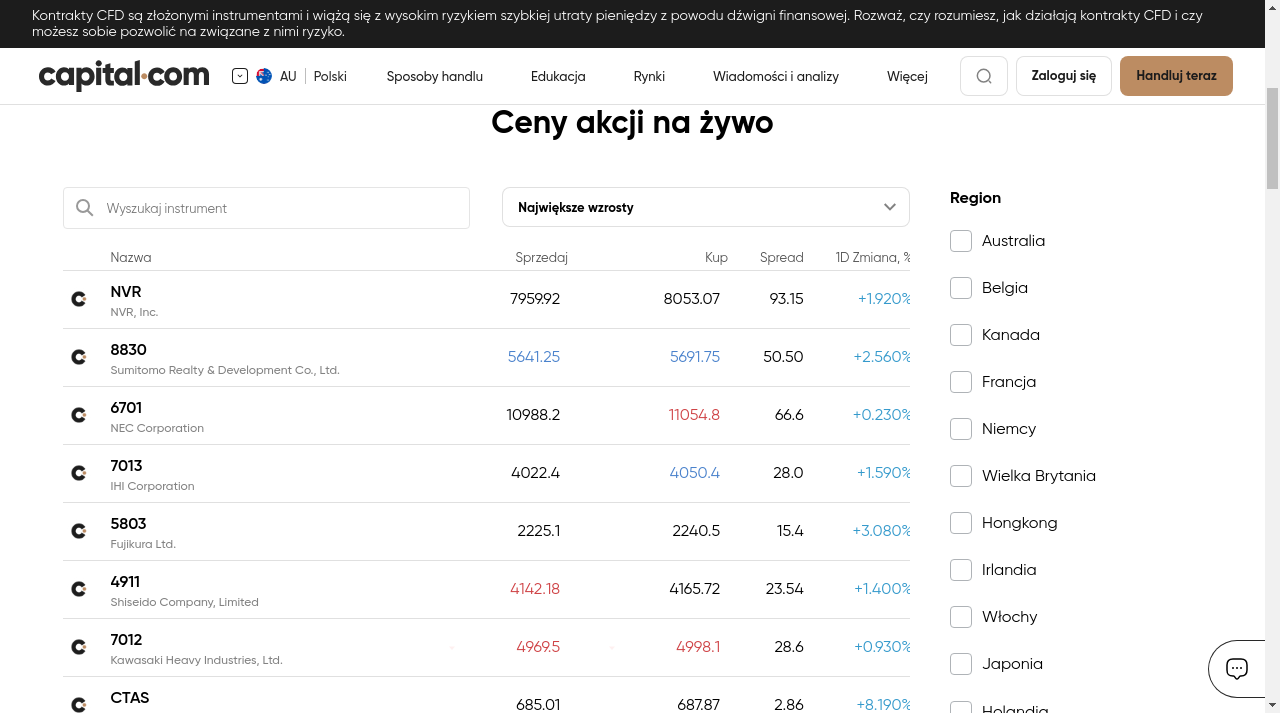 Kontrakty CFD są złożonymi instrumentami i wiążą się z wysokim ryzykiem szybkiej utraty pieniędzy z powodu dźwigni finansowej. Rozważ, czy rozumiesz, jak działają kontrakty CFD i czy
możesz sobie pozwolić na związane z nimi ryzyko.
capital.com AU Polski Sposoby handlu Edukacja Rynki Wiadomości i analizy Więcej Zaloguj się Handluj teraz
Ceny akcji na żywo
Wyszukaj instrument
Największe wzrosty
Nazwa Sprzedaj Kup Spread 1D Zmiana, %
NVR 7959.92 8053.07 93.15 +1.920%
NVR, Inc.
8830 5641.25 5691.75 50.50 +2.560%
Sumitomo Realty & Development Co., Ltd.
6701 10988.2 11054.8 66.6 +0.230%
NEC Corporation
7013 4022.4 4050.4 28.0 +1.590%
IHI Corporation
5803 2225.1 2240.5 15.4 +3.080%
Fujikura Ltd.
4911 4142.18 4165.72 23.54 +1.400%
Shiseido Company, Limited
7012 4969.5 4998.1 28.6 +0.930%
Kawasaki Heavy Industries, Ltd.
CTAS 685.01 687.87 2.86 +8.190%
Region
Australia
Belgia
Kanada
Francja
Niemcy
Wielka Brytania
Hongkong
Irlandia
Włochy
Japonia
Holandia